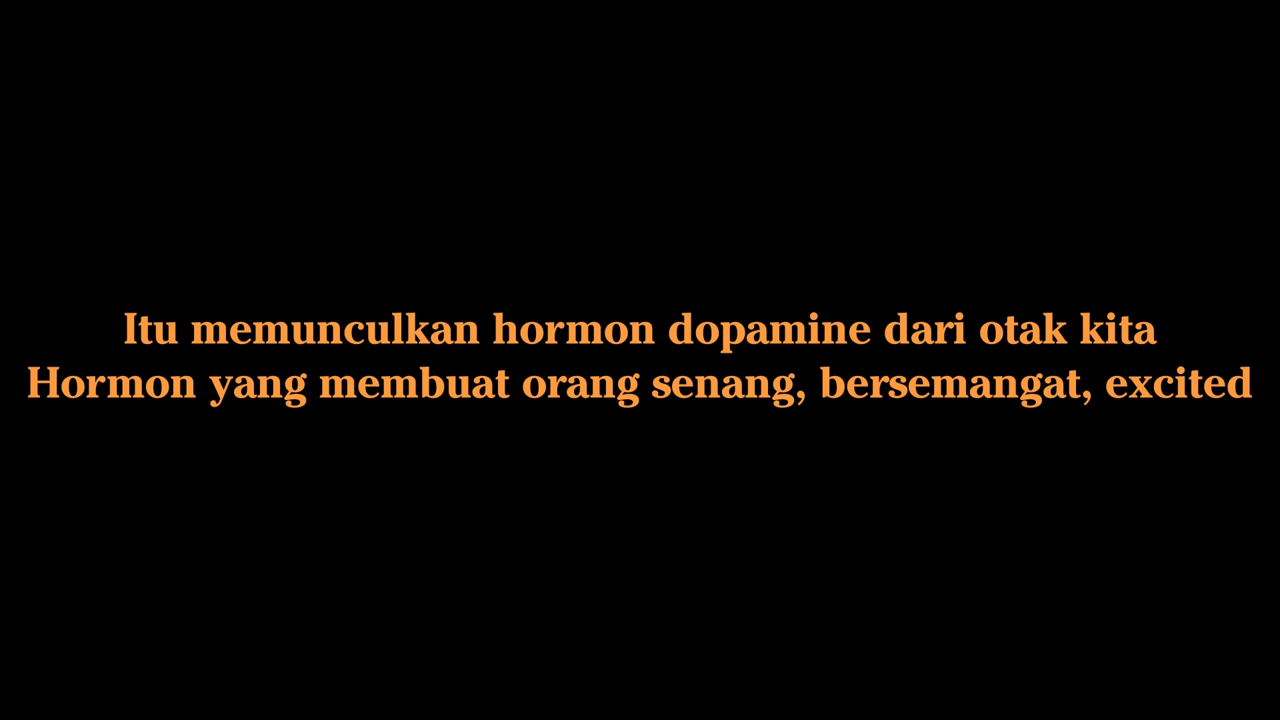 Itu memunculkan hormon dopamine dari otak kita
Hormon yang membuat orang senang, bersemangat, excited